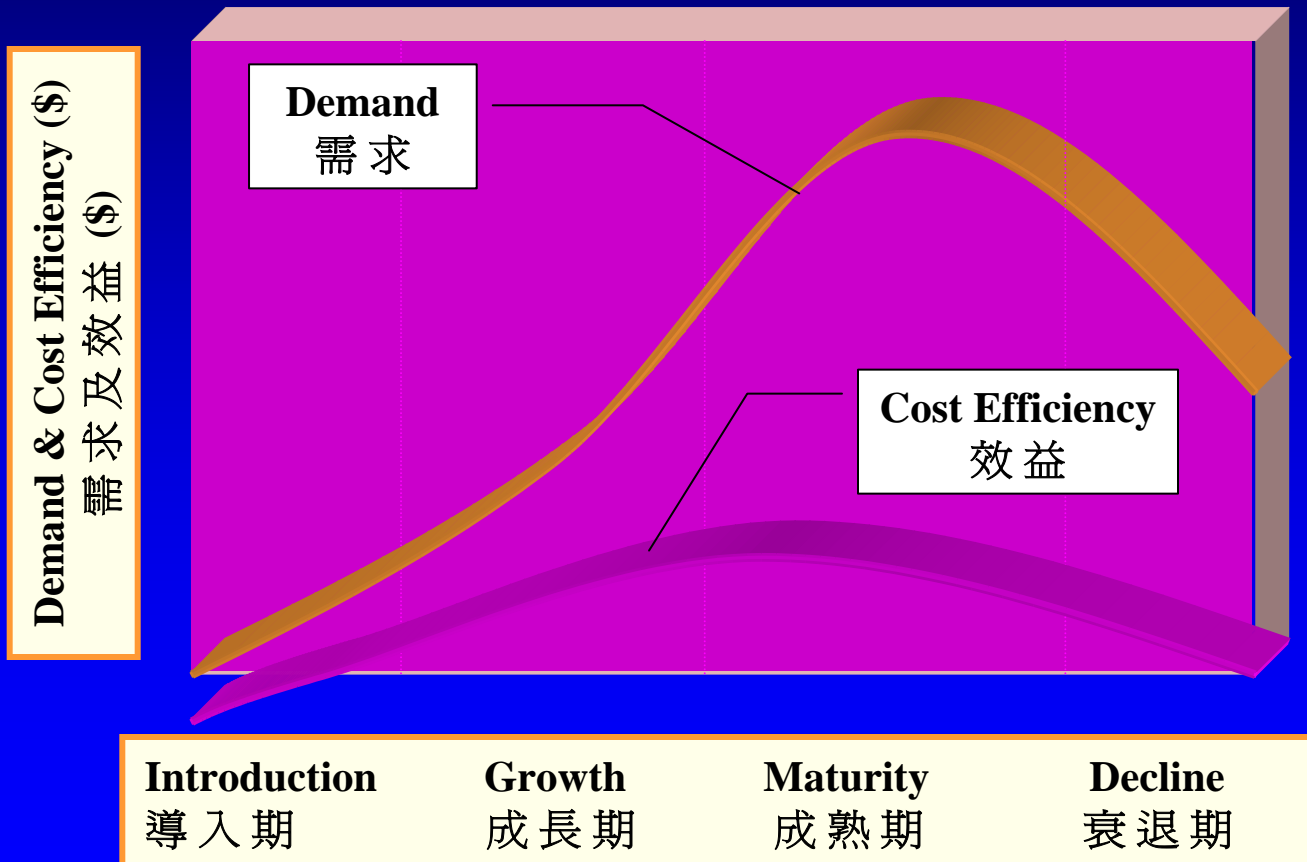 Demand & Cost Efficiency ($)
需求及效益 ($)
Demand
需求
Cost Efficiency
效益
Introduction Growth Maturity Decline
導入期 成長期 成熟期 衰退期